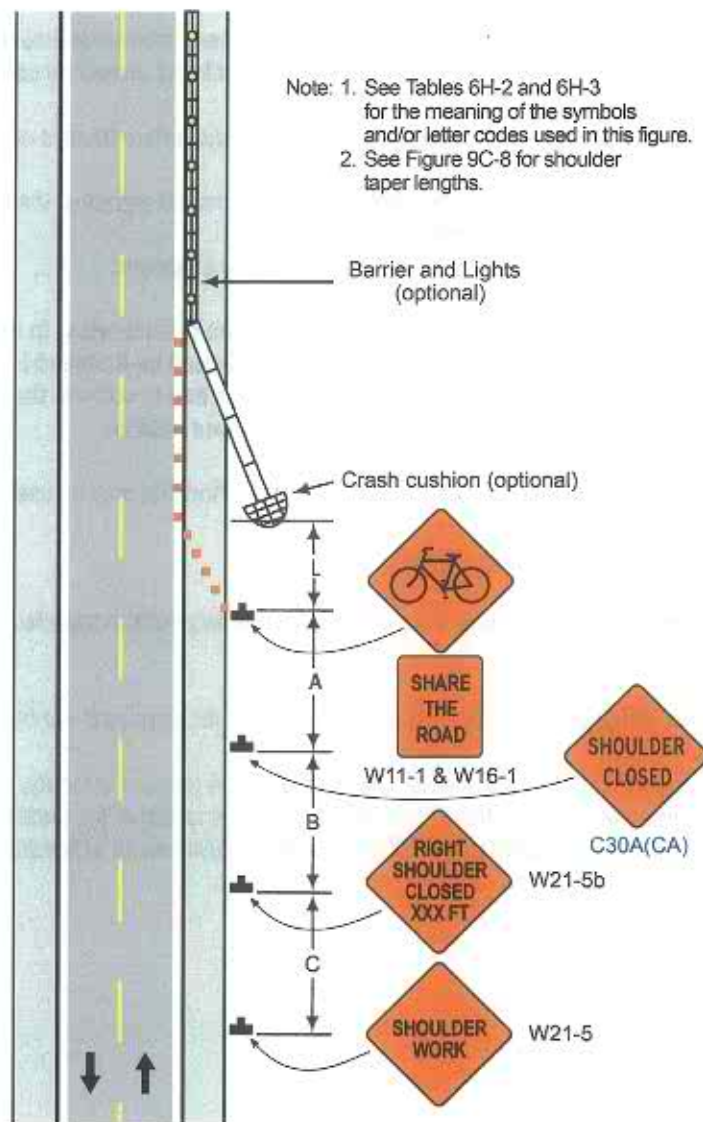 Note: 1. See Tables 6H-2 and 6H-3
for the meaning of the symbols
and/or letter codes used in this figure.
2. See Figure 9C-8 for shoulder
taper lengths.
Barrier and Lights
(optional)
Crash cushion (optional)
L
A
SHARE
THE
ROAD
W11-1 & W16-1
SHOULDER
CLOSED
C30A(CA)
B
RIGHT
SHOULDER
CLOSED
XXX FT
W21-5b
C
SHOULDER
WORK
W21-5